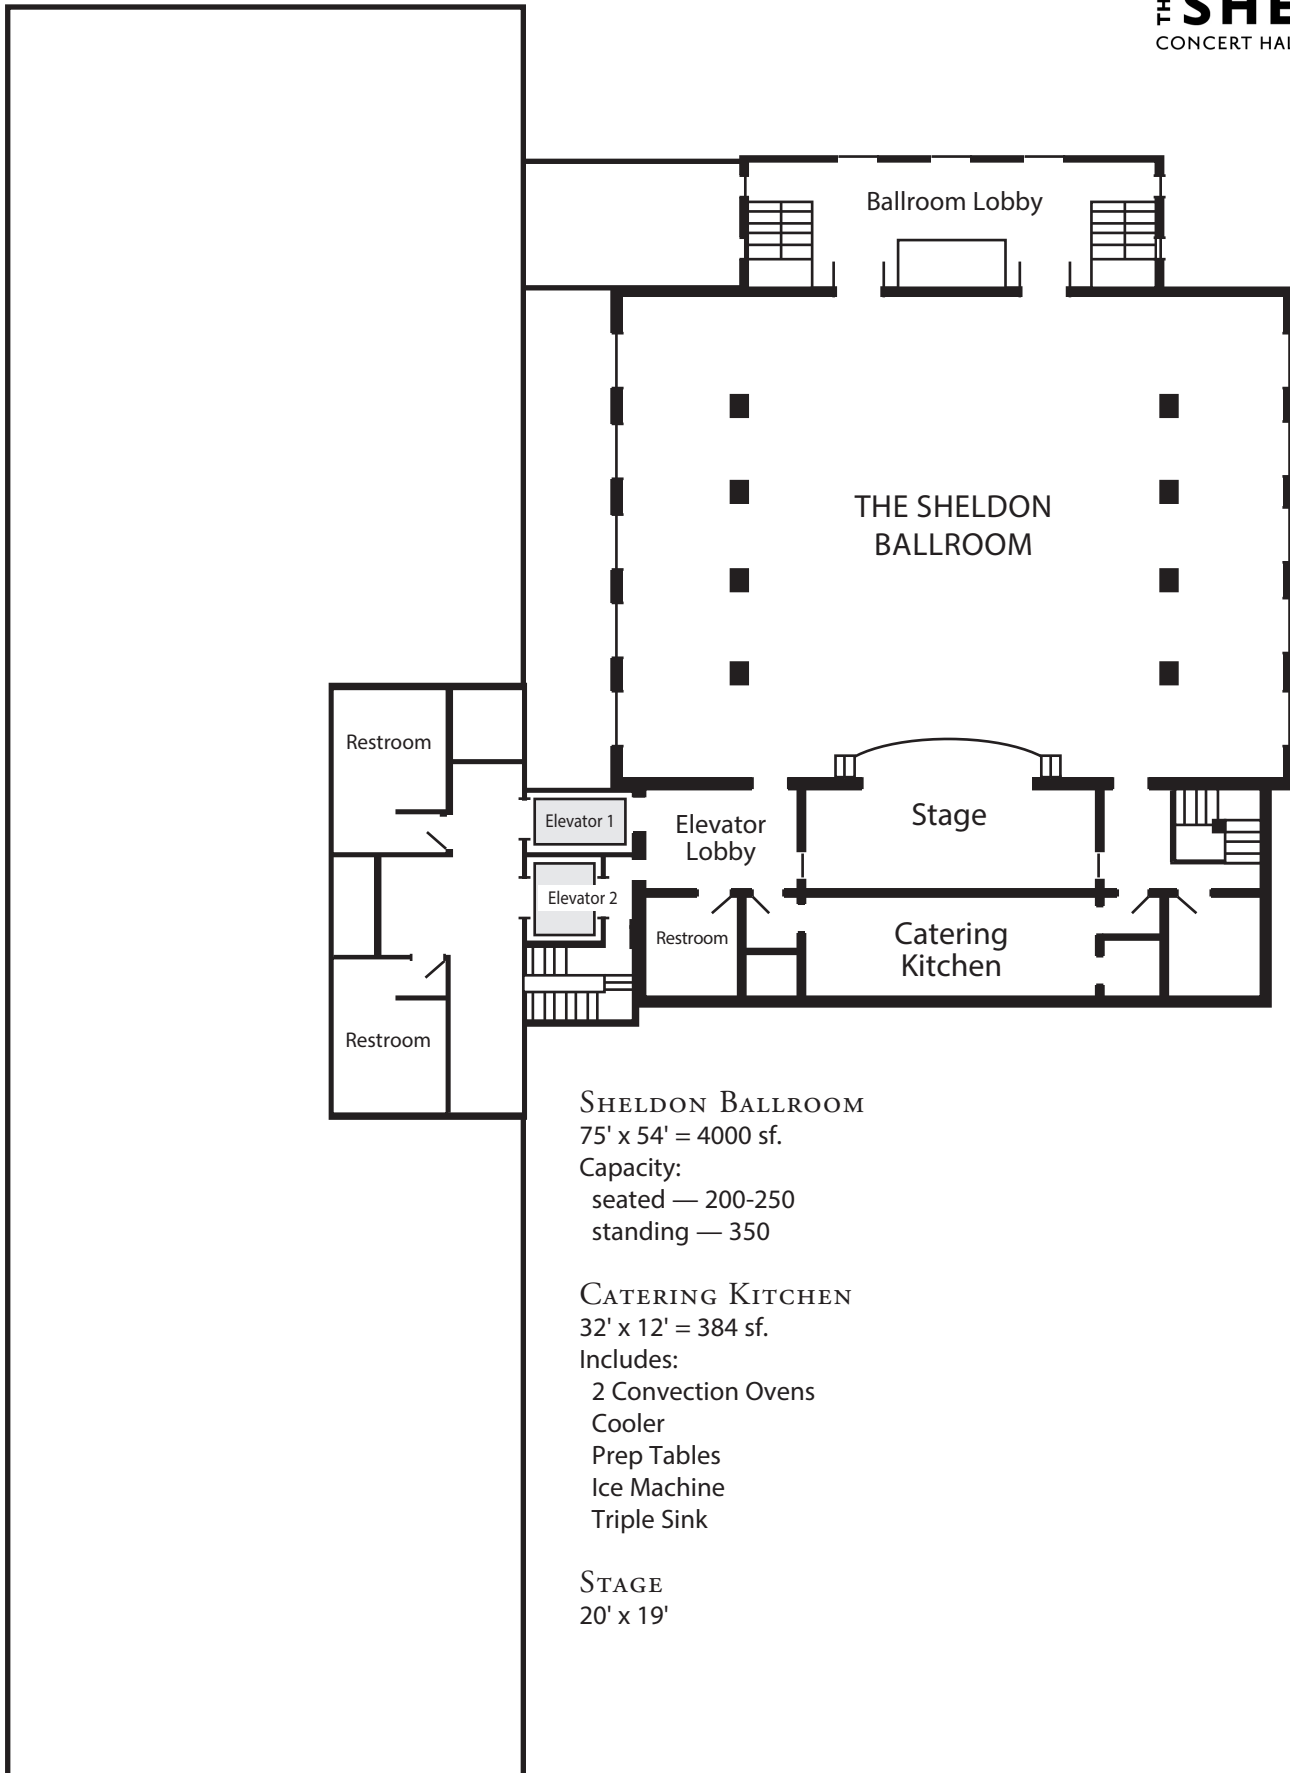 CONCERT HAL
Ballroom Lobby
THE SHELDON
BALLROOM
Restroom
Elevator 1
Elevator
Lobby
Stage
Elevator 2
Restroom
Catering
Kitchen
Restroom
SHELDON BALLROOM
75' x 54' = 4000 sf.
Capacity:
seated — 200-250
standing — 350
CATERING KITCHEN
32' x 12' = 384 sf.
Includes:
2 Convection Ovens
Cooler
Prep Tables
Ice Machine
Triple Sink
STAGE
20' x 19'